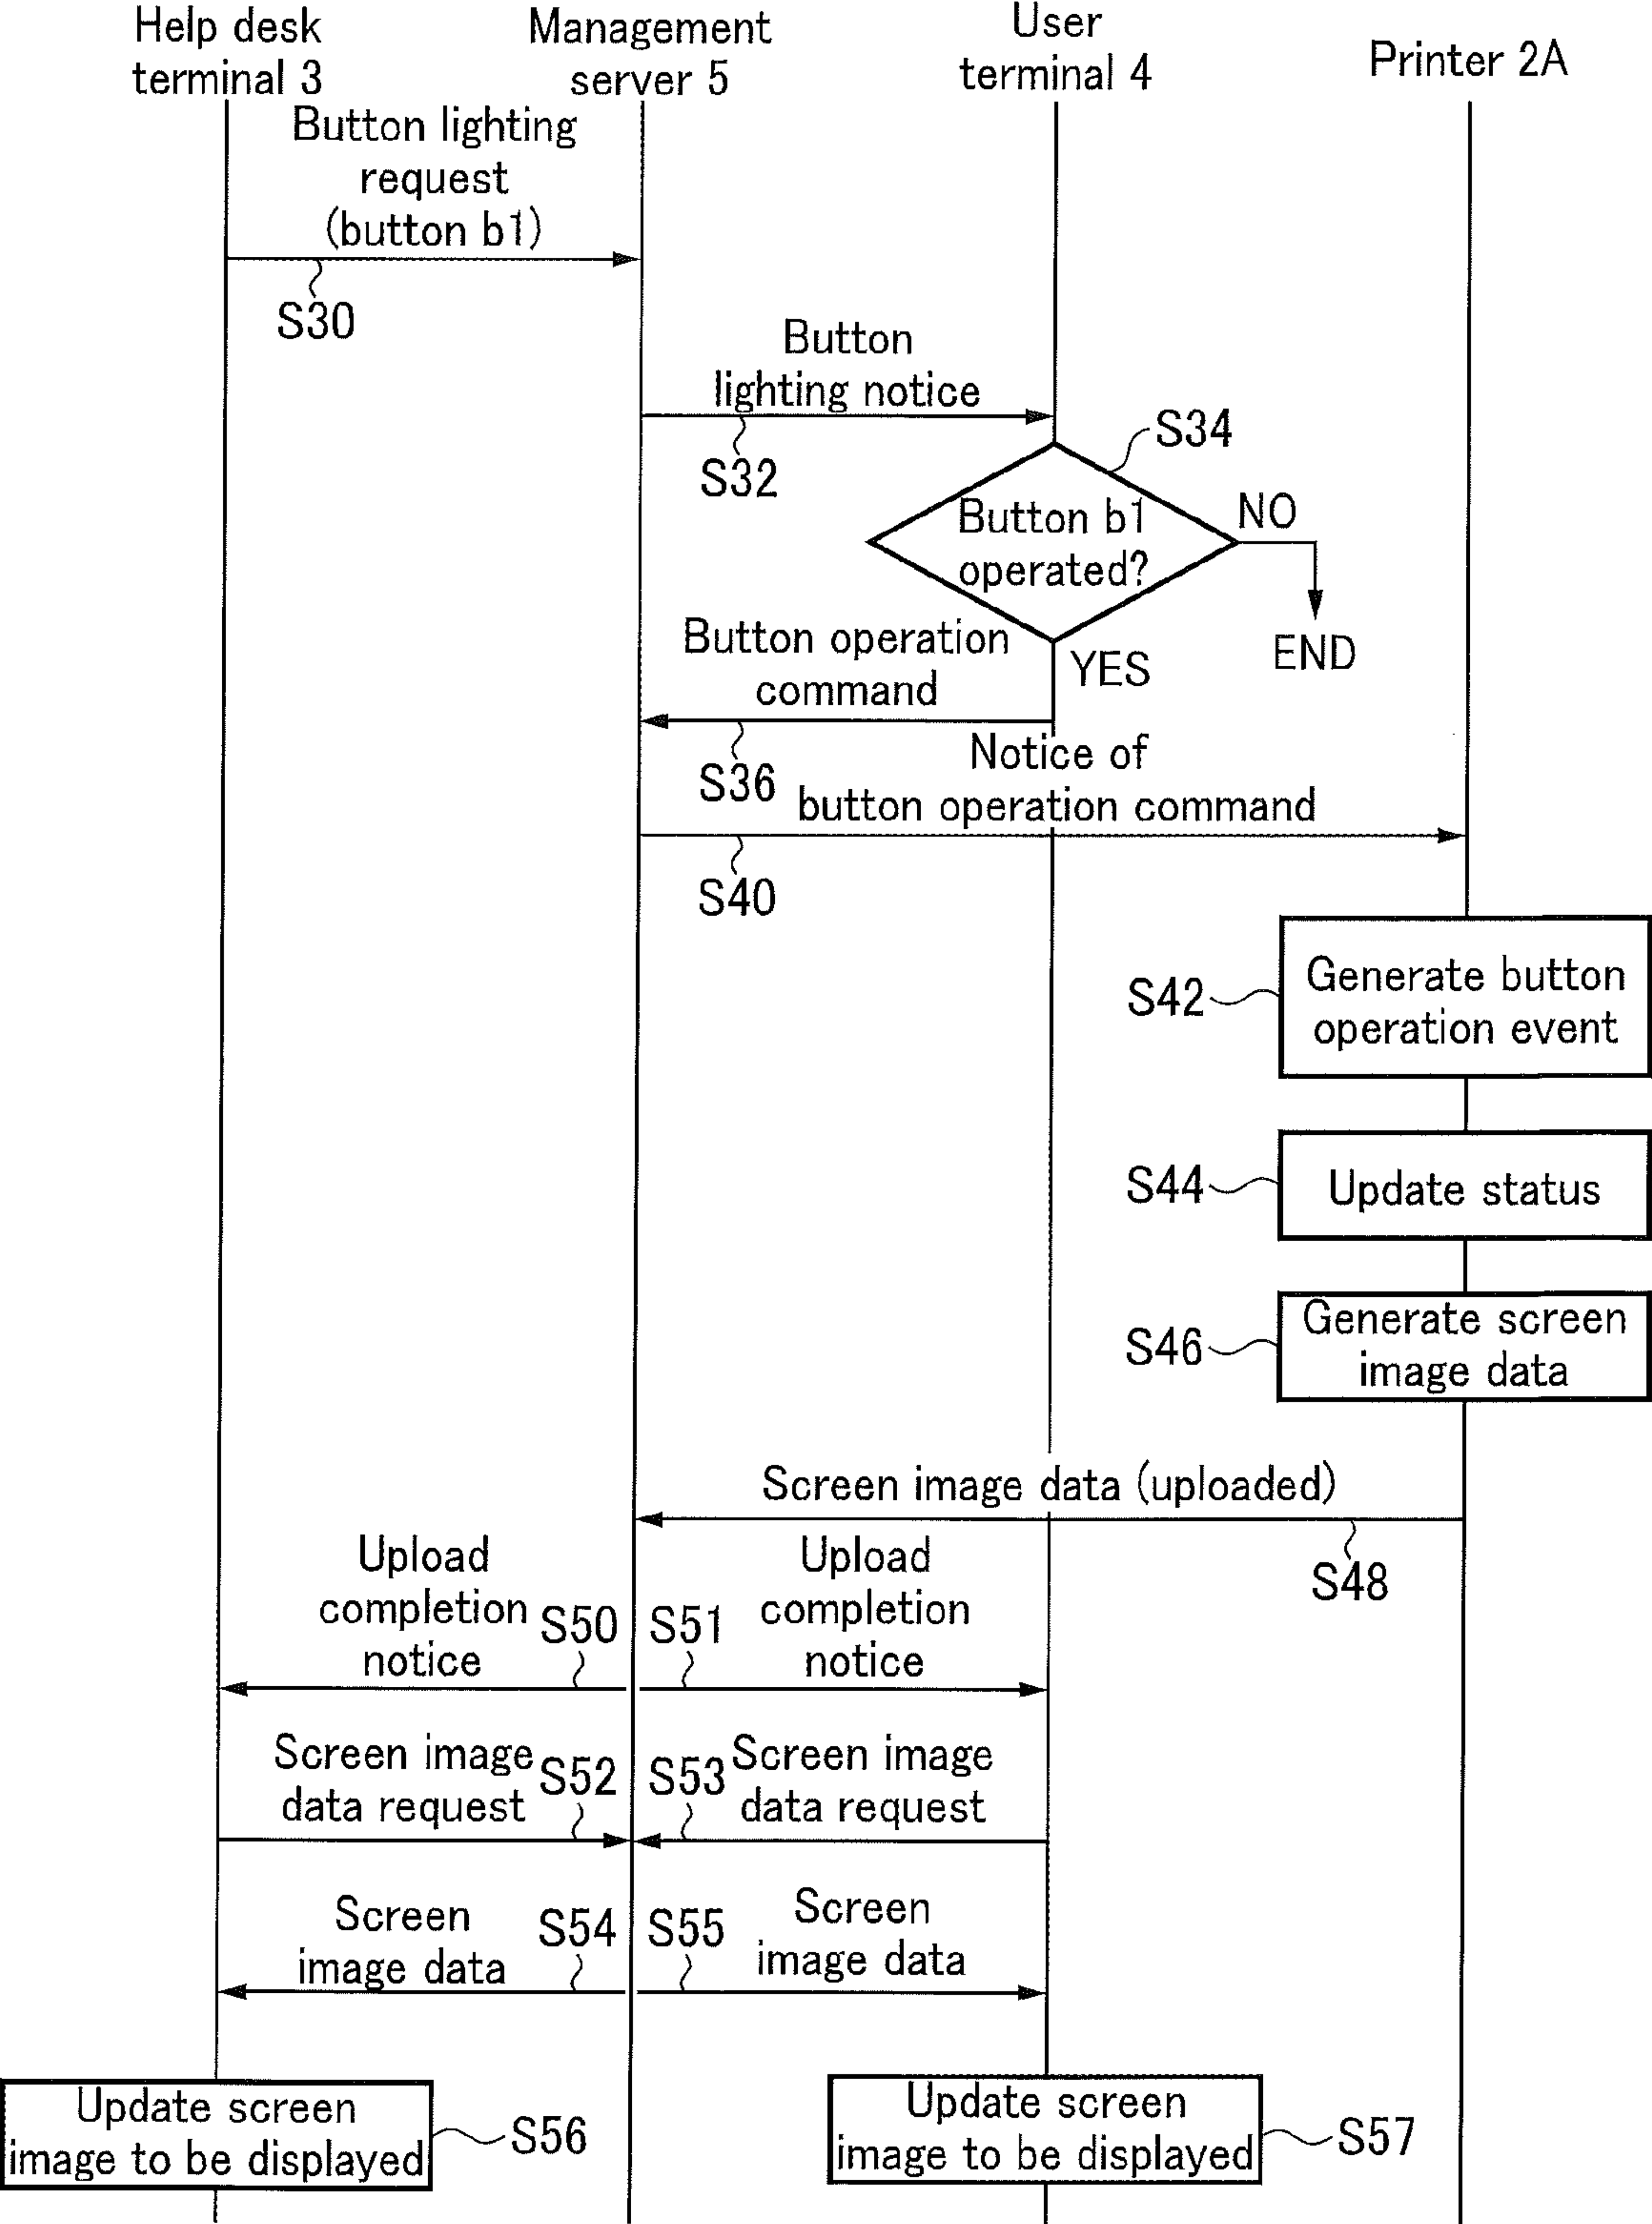 Help desk
terminal 3
Management
server 5
User
terminal 4
Printer 2A
Button lighting
request
(button b1)
S30
Button
lighting notice
S32
S34
Button b1
operated?
NO
END
YES
Button operation
command
S36
Notice of
button operation command
S40
S42
Generate button
operation event
S44
Update status
S46
Generate screen
image data
Screen image data (uploaded)
S48
Upload
completion
notice
S50
S51
Upload
completion
notice
Screen image
data request
S52
S53
Screen image
data request
Screen
image data
S54
S55
Screen
image data
Update screen
image to be displayed
S56
Update screen
image to be displayed
S57